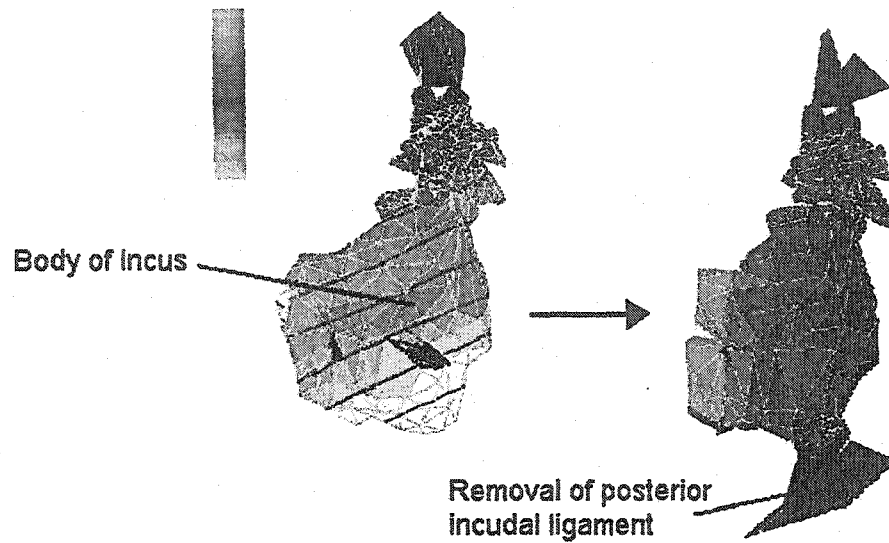 Body of Incus
Removal of posterior
incudal ligament